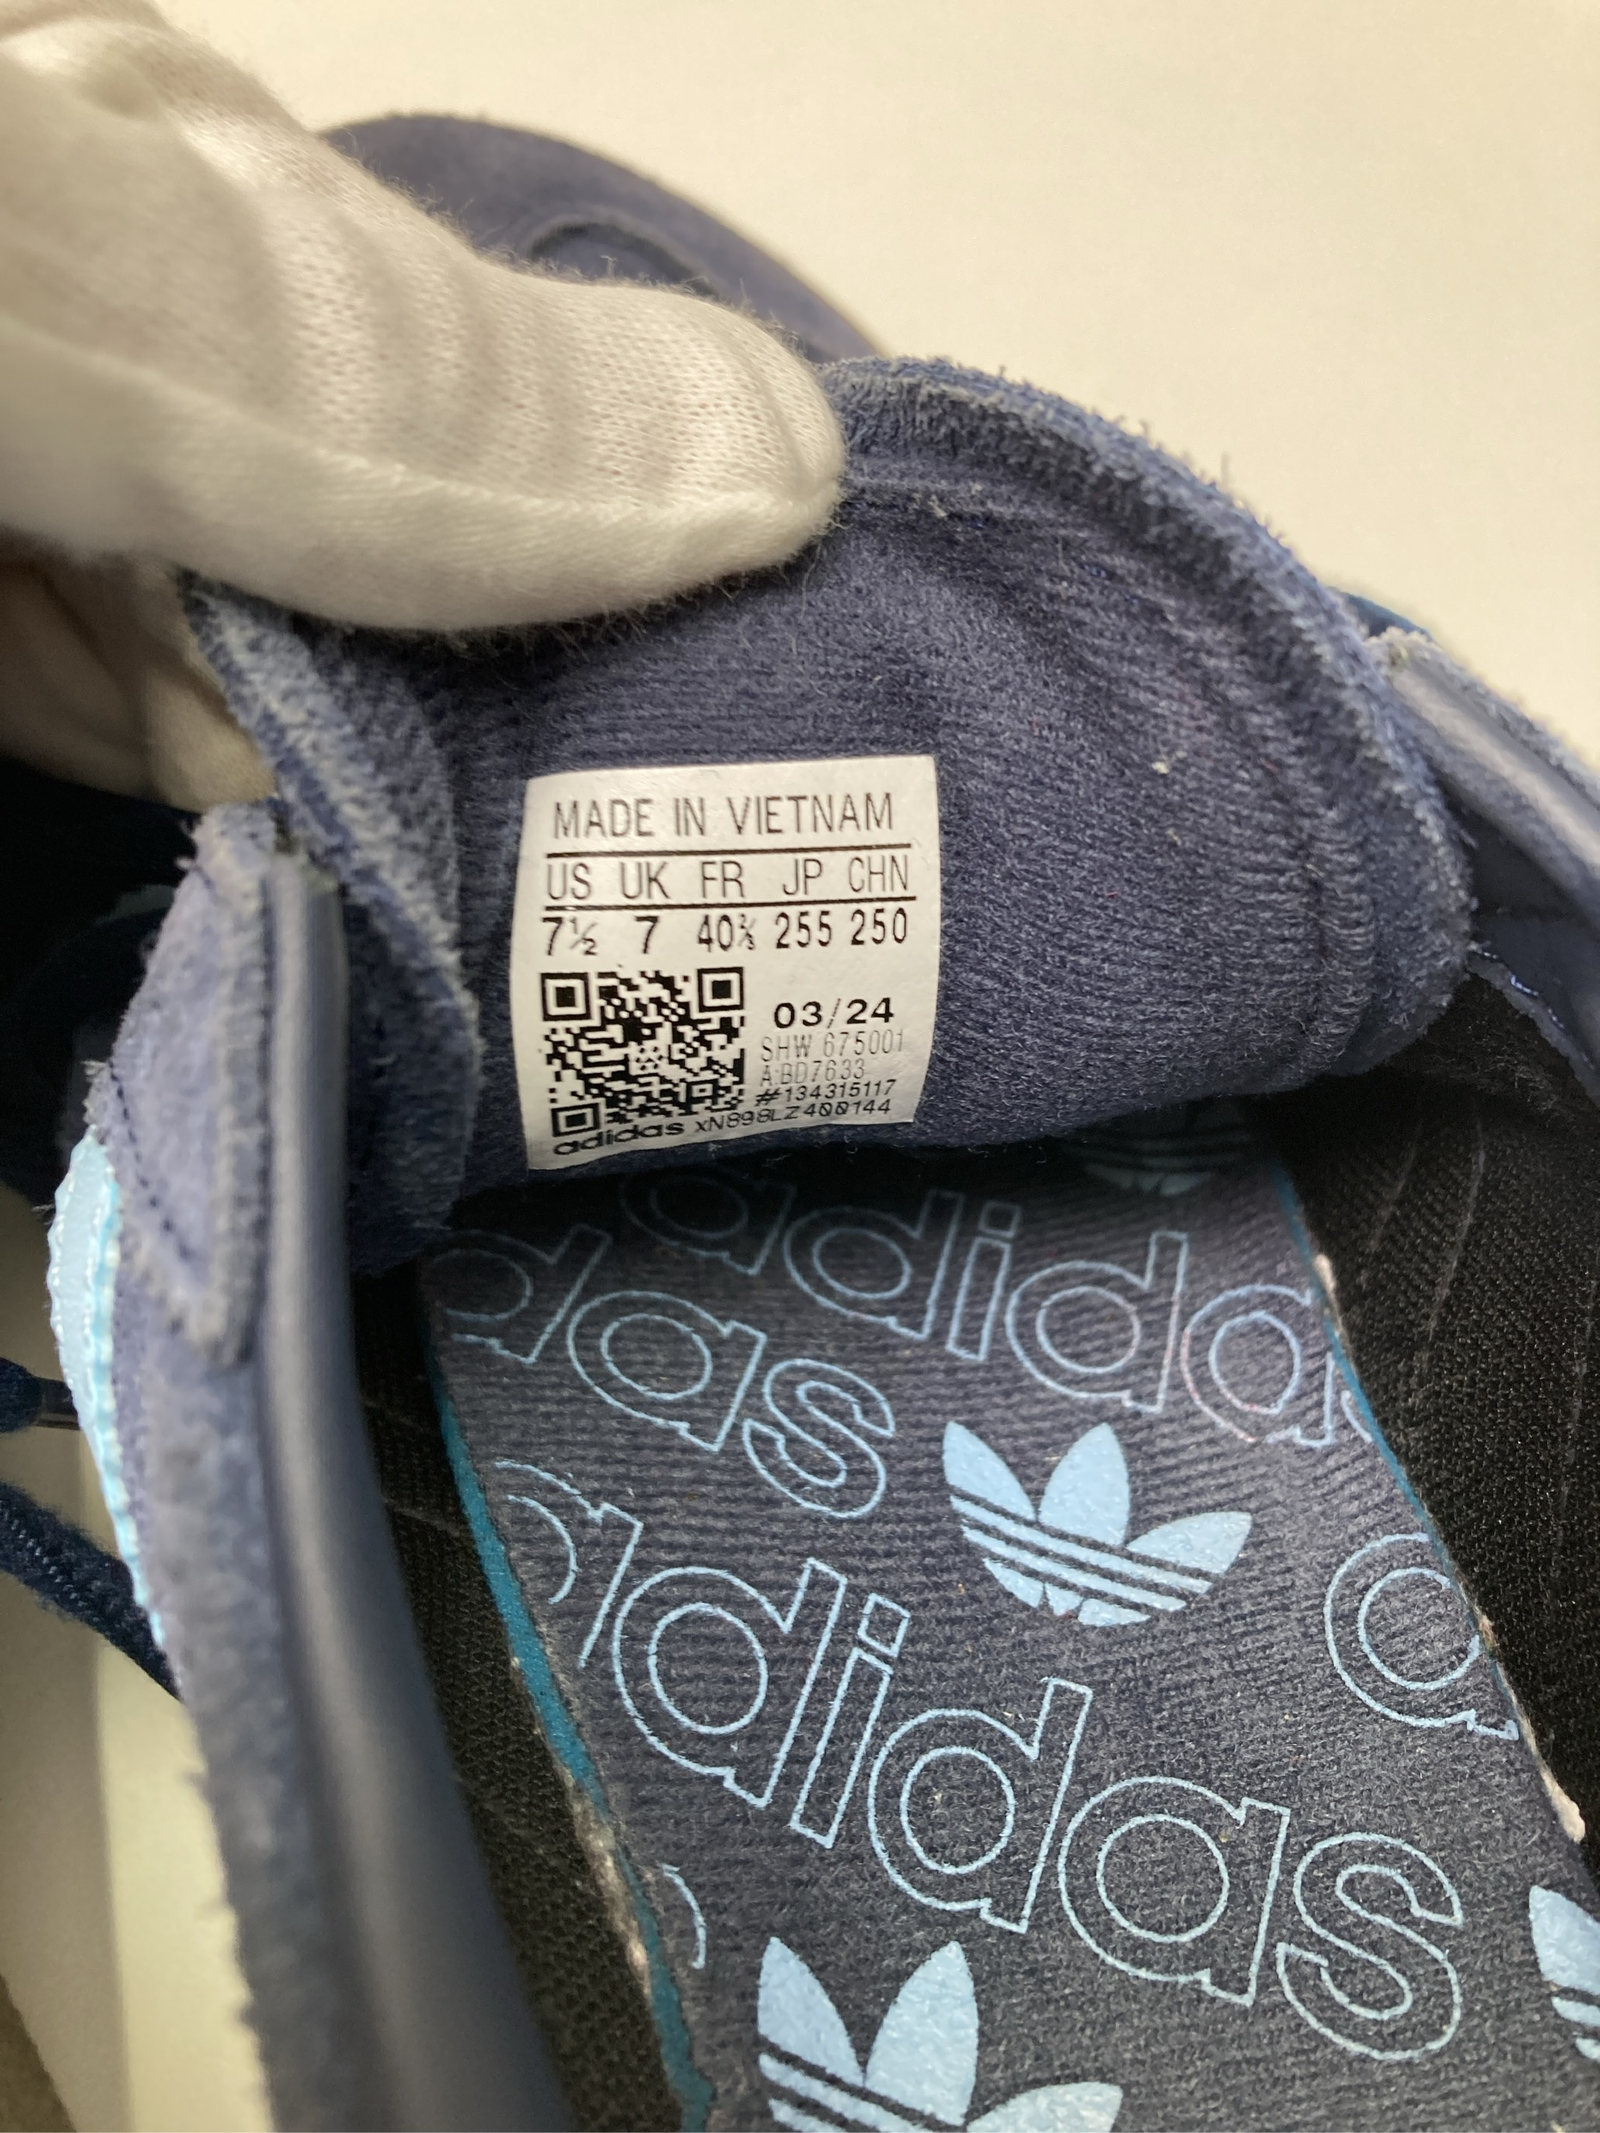 MADE IN VIETNAM
US UK FR JP CHN
7½ 7 40⅔ 255 250
03/24
SHW 675001
A:BD7633
#134315117
adidas XN898LZ400144
adidas
adidas
adidas